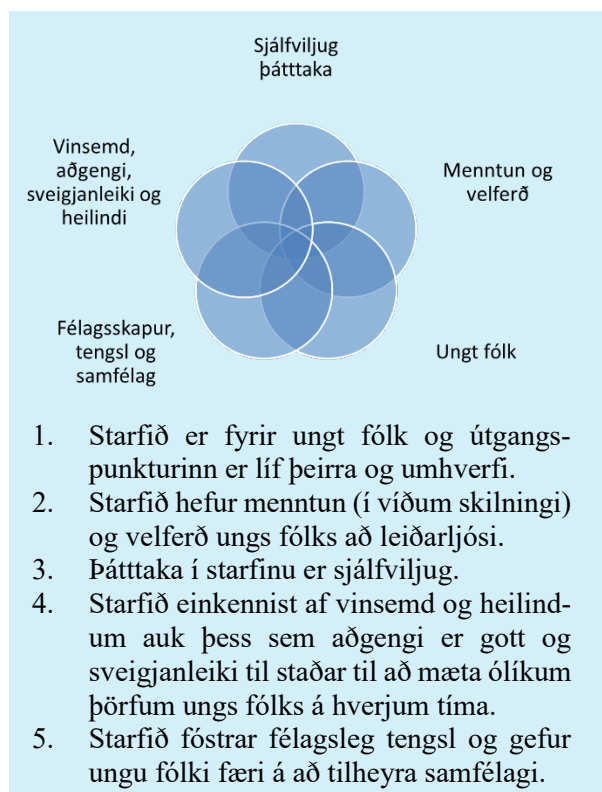 Sjálfviljug
þátttaka
Vinsemd,
aðgengi,
sveigjanleiki og
heilindi
Menntun og
velferð
Félagsskapur,
tengsl og
samfélag
Ungt fólk
1. Starfið er fyrir ungt fólk og útgangs-
punkturinn er líf þeirra og umhverfi.
2. Starfið hefur menntun (í víðum skilningi)
og velferð ungs fólks að leiðarljósi.
3. Þátttaka í starfinu er sjálfviljug.
4. Starfið einkennist af vinsemd og heilind-
um auk þess sem aðgengi er gott og
sveigjanleiki til staðar til að mæta ólíkum
þörfum ungs fólks á hverjum tíma.
5. Starfið fóstrar félagsleg tengsl og gefur
ungu fólki færi á að tilheyra samfélagi.